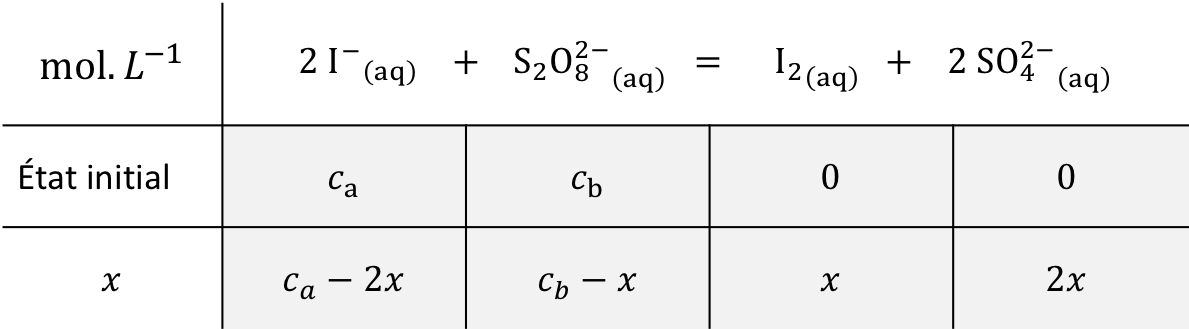 mol. L⁻¹ 2 I⁻(aq) + S₂O₈²⁻(aq) = I₂(aq) + 2 SO₄²⁻(aq)
État initial cₐ c_b 0 0
x cₐ − 2x c_b − x x 2x